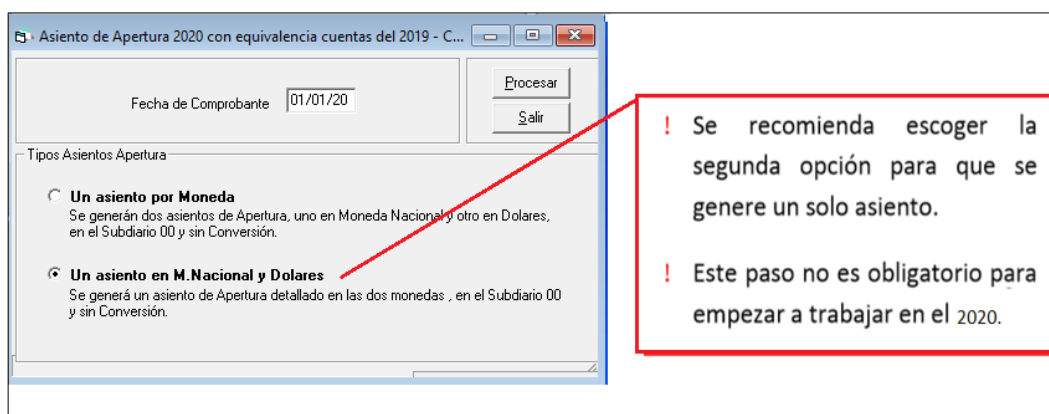 Asiento de Apertura 2020 con equivalencia cuentas del 2019 - C...
Fecha de Comprobante 01/01/20
Procesar
Salir
Tipos Asientos Apertura
Un asiento por Moneda
Se generán dos asientos de Apertura, uno en Moneda Nacional y otro en Dolares,
en el Subdiario 00 y sin Conversión.
Un asiento en M.Nacional y Dolares
Se generá un asiento de Apertura detallado en las dos monedas , en el Subdiario 00
y sin Conversión.
! Se recomienda escoger la
segunda opción para que se
genere un solo asiento.
! Este paso no es obligatorio para
empezar a trabajar en el 2020.